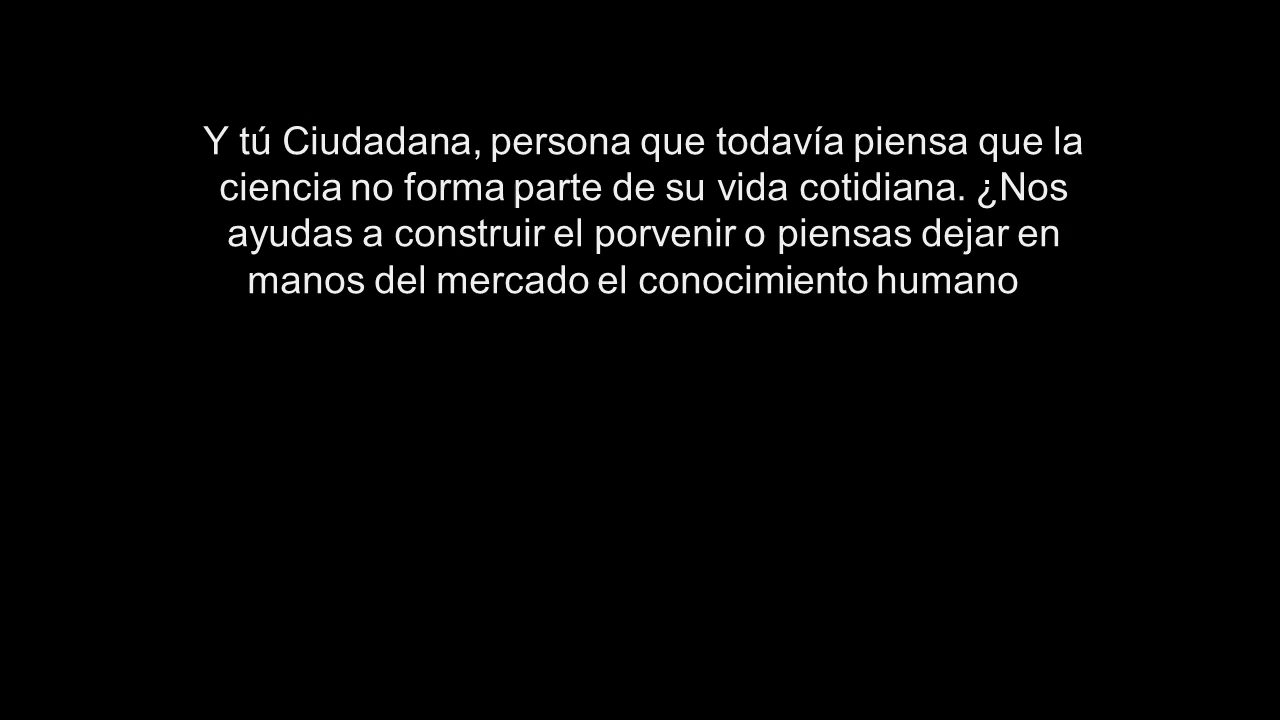 Y tú Ciudadana, persona que todavía piensa que la
ciencia no forma parte de su vida cotidiana. ¿Nos
ayudas a construir el porvenir o piensas dejar en
manos del mercado el conocimiento humano